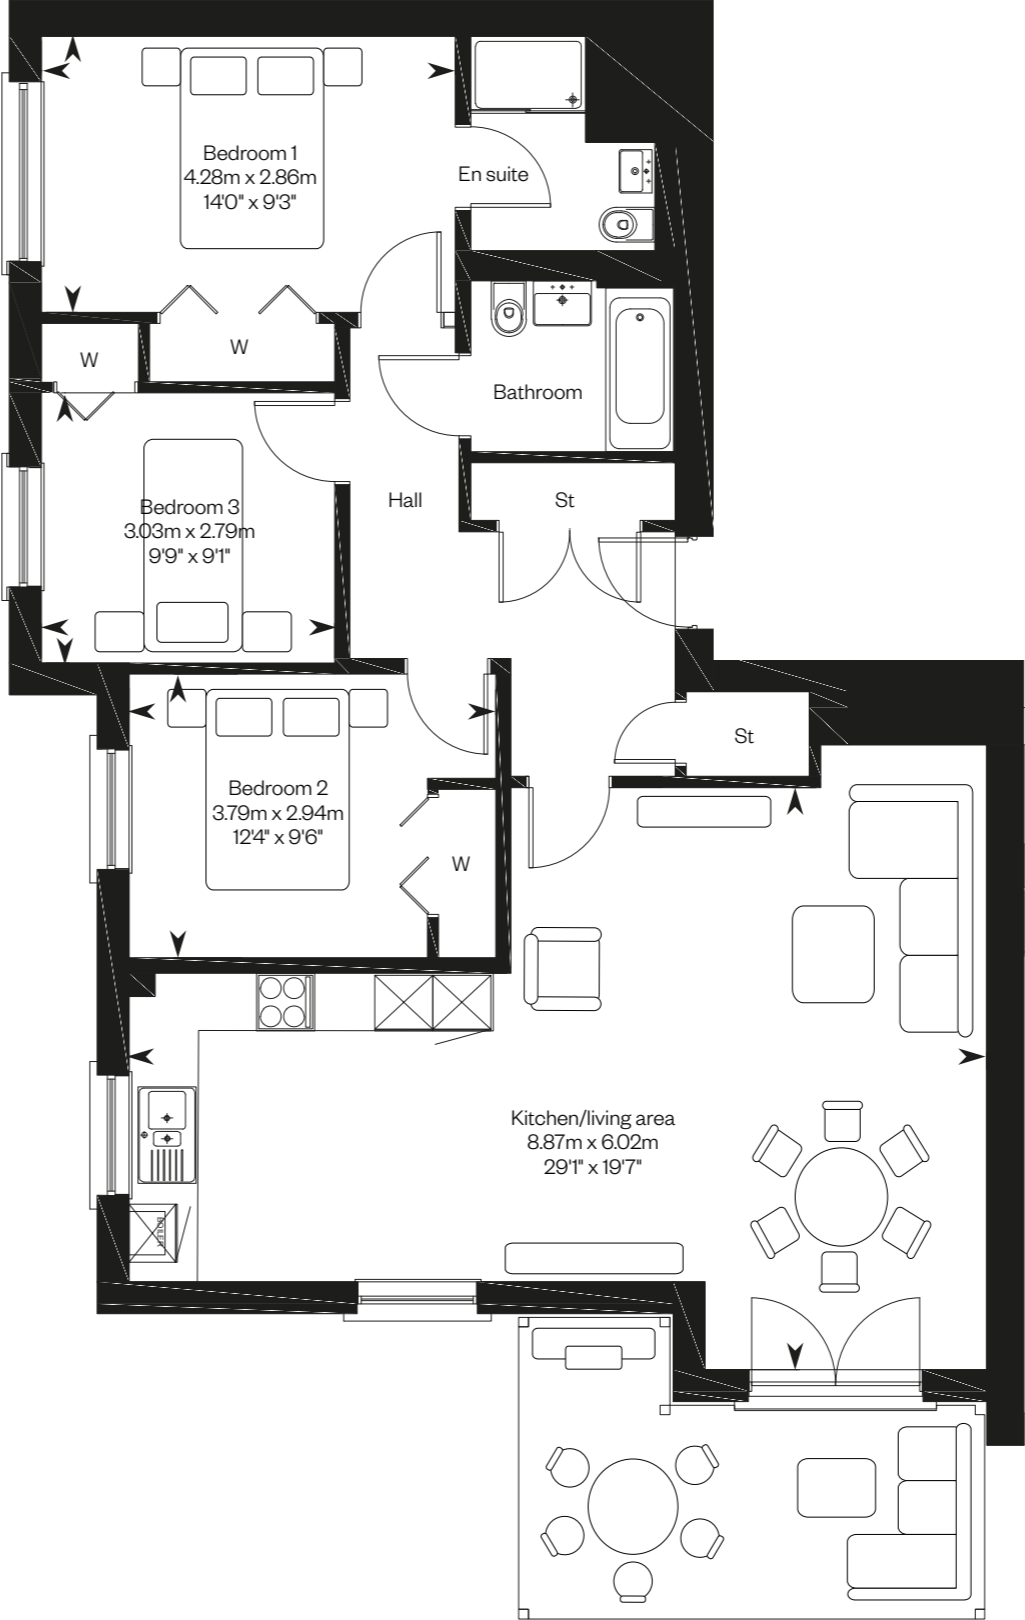 Bedroom 1
4.28m x 2.86m
14'0" x 9'3"
En suite
W
W
Bathroom
Bedroom 3
3.03m x 2.79m
9'9" x 9'1"
Hall
St
St
Bedroom 2
3.79m x 2.94m
12'4" x 9'6"
W
Kitchen/living area
8.87m x 6.02m
29'1" x 19'7"
BOILER